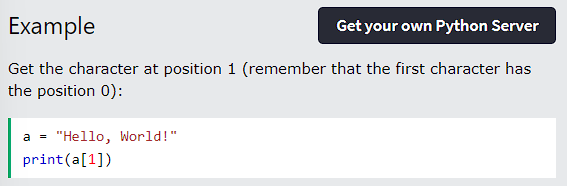 Example
Get your own Python Server
Get the character at position 1 (remember that the first character has
the position 0):
a = "Hello, World!"
print(a[1])